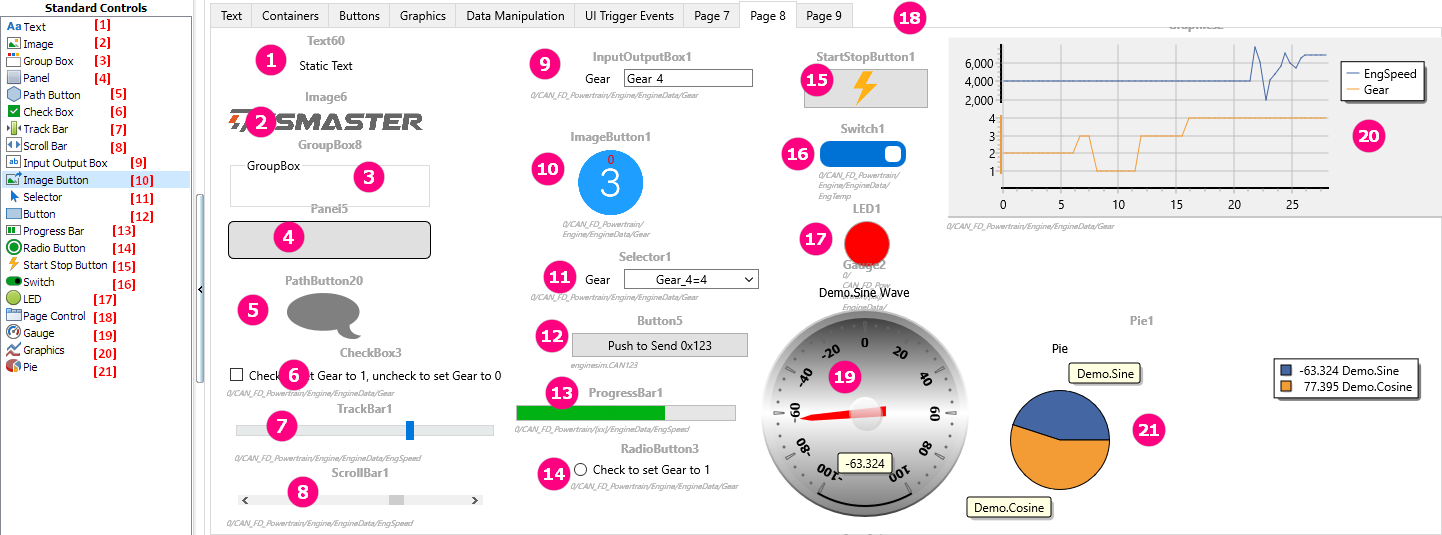 Standard Controls
Aa Text [1]
Image [2]
Group Box [3]
Panel [4]
Path Button [5]
Check Box [6]
Track Bar [7]
Scroll Bar [8]
ab Input Output Box [9]
Image Button [10]
Selector [11]
Button [12]
Progress Bar [13]
Radio Button [14]
Start Stop Button [15]
Switch [16]
LED [17]
Page Control [18]
Gauge [19]
Graphics [20]
Pie [21]
Text Containers Buttons Graphics Data Manipulation UI Trigger Events Page 7 Page 8 Page 9
18
Text60
1
Static Text
Image6
2
TOSMASTER
GroupBox8
GroupBox
3
Panel5
4
PathButton20
5
CheckBox3
6
Check to set Gear to 1, uncheck to set Gear to 0
0/CAN_FD_Powertrain/Engine/EngineData/Gear
TrackBar1
7
0/CAN_FD_Powertrain/Engine/EngineData/EngSpeed
ScrollBar1
8
0/CAN_FD_Powertrain/Engine/EngineData/EngSpeed
InputOutputBox1
9
Gear Gear_4
0/CAN_FD_Powertrain/Engine/EngineData/Gear
ImageButton1
10
0
3
0/CAN_FD_Powertrain/
Engine/EngineData/Gear
Selector1
11
Gear Gear_4=4
0/CAN_FD_Powertrain/Engine/EngineData/Gear
Button5
12
Push to Send 0x123
enginesim.CAN123
ProgressBar1
13
0/CAN_FD_Powertrain/[xx]/EngineData/EngSpeed
RadioButton3
14
Check to set Gear to 1
0/CAN_FD_Powertrain/Engine/EngineData/Gear
StartStopButton1
15
Switch1
16
0/CAN_FD_Powertrain/
Engine/EngineData/
EngTemp
LED1
17
Gauge2
0/
CAN_FD_Pow
EngineData/
Demo.Sine Wave
19
-100 -80 -60 -40 -20 0 20 40 60 80 100
-63.324
Graphics2
6,000
4,000
2,000
4
3
2
1
0 5 10 15 20 25
EngSpeed
Gear
20
0/CAN_FD_Powertrain/Engine/EngineData/Gear
Pie1
Pie
Demo.Sine
Demo.Cosine
-63.324 Demo.Sine
77.395 Demo.Cosine
21